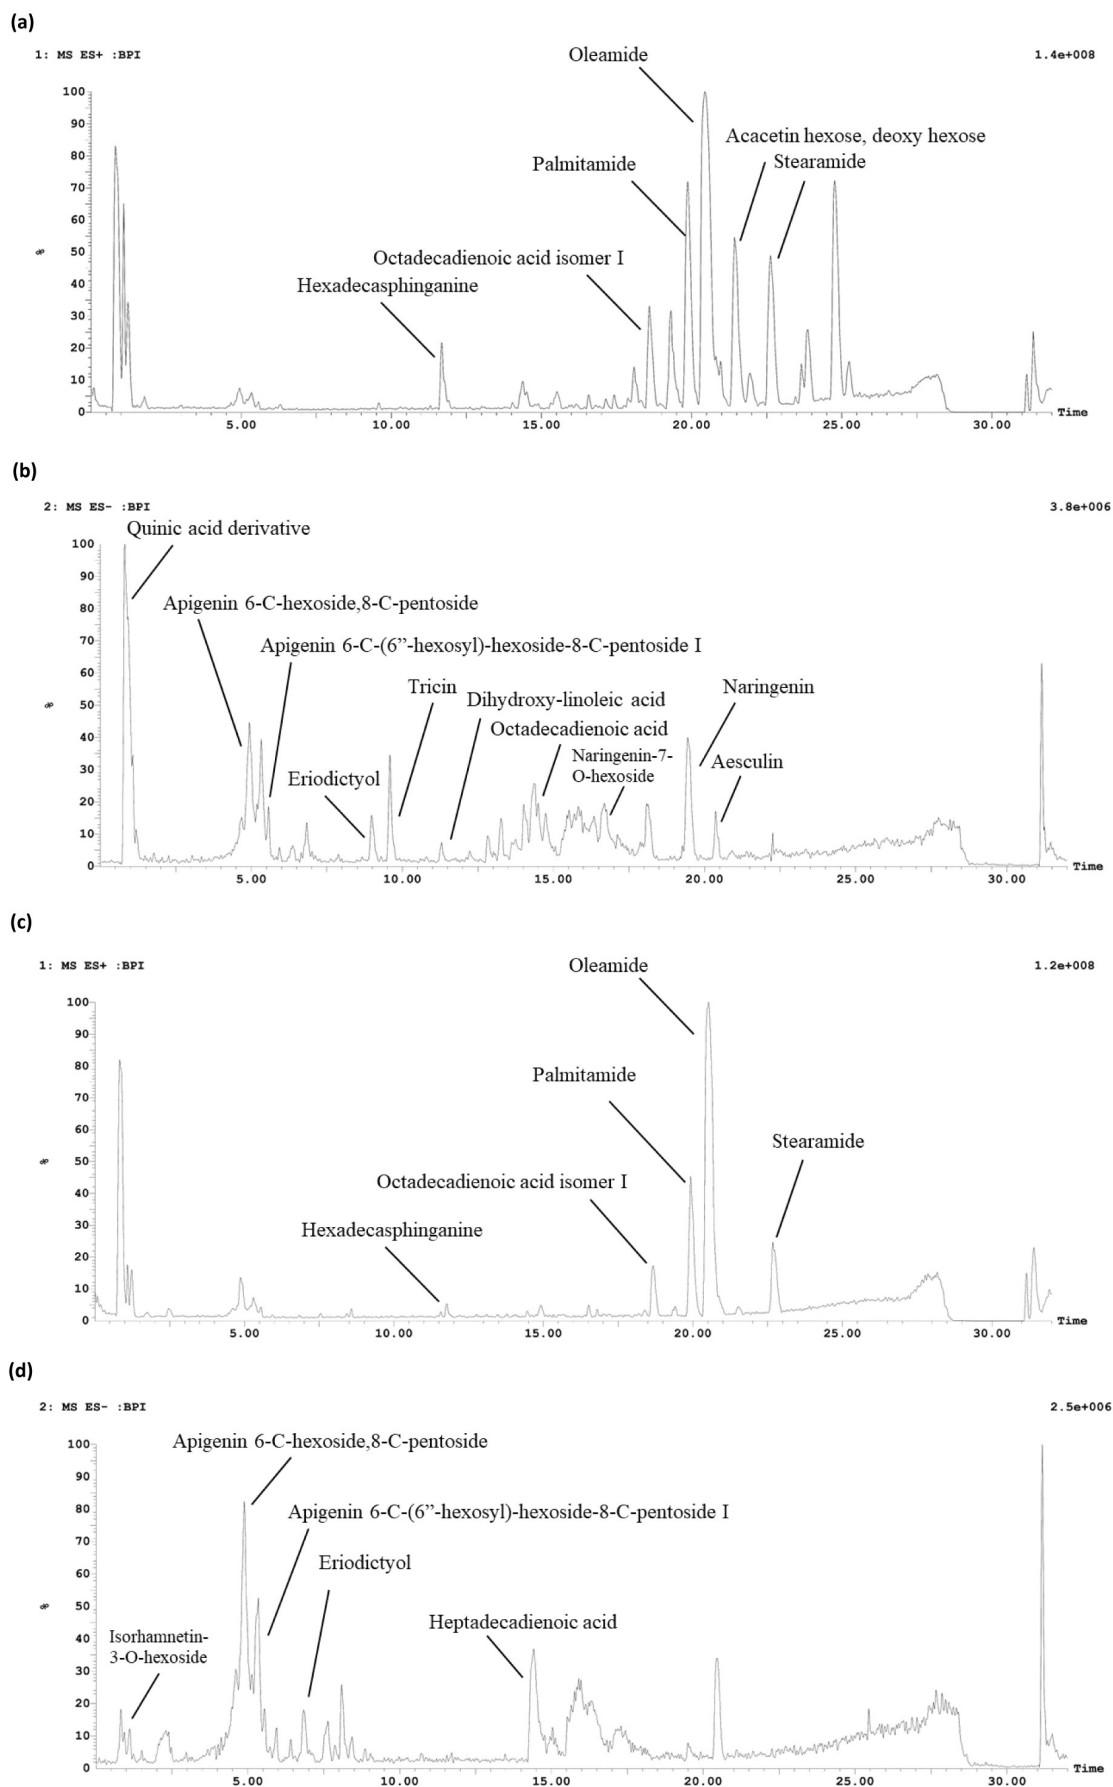 (a)
1: MS ES+ :BPI
1.4e+008
Oleamide
Acacetin hexose, deoxy hexose
Stearamide
Palmitamide
Octadecadienoic acid isomer I
Hexadecasphinganine
100
90
80
70
60
50
40
30
20
10
0
%
5.00 10.00 15.00 20.00 25.00 30.00
Time
(b)
2: MS ES- :BPI
3.8e+006
Quinic acid derivative
Apigenin 6-C-hexoside,8-C-pentoside
Apigenin 6-C-(6”-hexosyl)-hexoside-8-C-pentoside I
Tricin
Dihydroxy-linoleic acid
Naringenin
Octadecadienoic acid
Naringenin-7-
O-hexoside
Aesculin
Eriodictyol
100
90
80
70
60
50
40
30
20
10
0
%
5.00 10.00 15.00 20.00 25.00 30.00
Time
(c)
1: MS ES+ :BPI
1.2e+008
Oleamide
Palmitamide
Stearamide
Octadecadienoic acid isomer I
Hexadecasphinganine
100
90
80
70
60
50
40
30
20
10
0
%
5.00 10.00 15.00 20.00 25.00 30.00
Time
(d)
2: MS ES- :BPI
2.5e+006
Apigenin 6-C-hexoside,8-C-pentoside
Apigenin 6-C-(6”-hexosyl)-hexoside-8-C-pentoside I
Eriodictyol
Heptadecadienoic acid
Isorhamnetin-
3-O-hexoside
100
90
80
70
60
50
40
30
20
10
0
%
5.00 10.00 15.00 20.00 25.00 30.00
Time